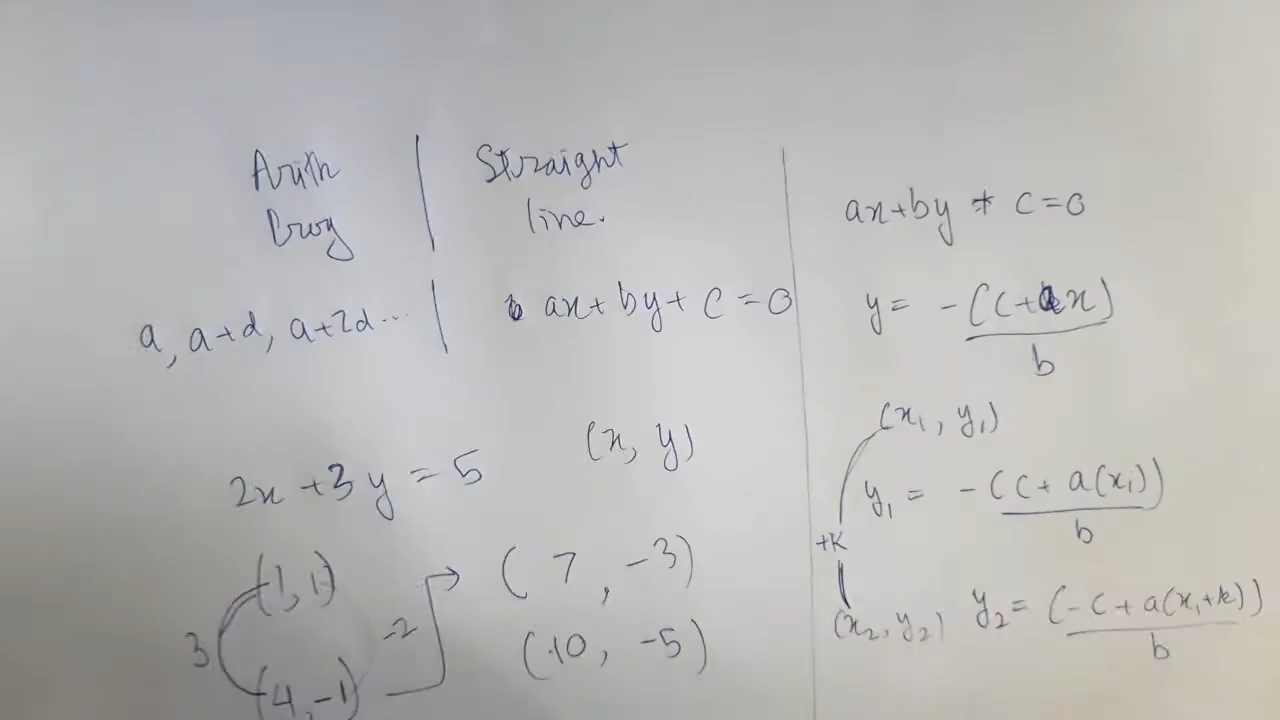 Arith
Prog
Straight
line.
a, a+d, a+2d...
ax+by+c=0
2x+3y=5
(x, y)
(1, 1)
3
(4, -1)
-2
(7, -3)
(10, -5)
ax+by+c=0
y= -(c+ax)
b
(x₁, y₁)
y₁= -(c+a(x₁))
b
+K
(x₂, y₂) y₂= (-c+a(x₁+k))
b